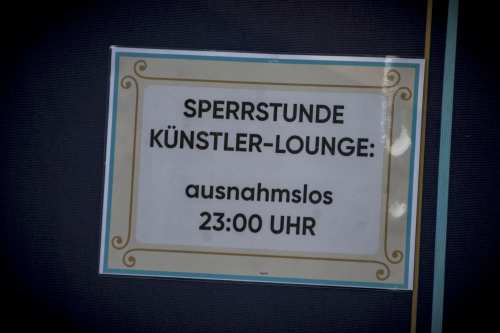 SPERRSTUNDE
KÜNSTLER-LOUNGE:
ausnahmslos
23:00 UHR